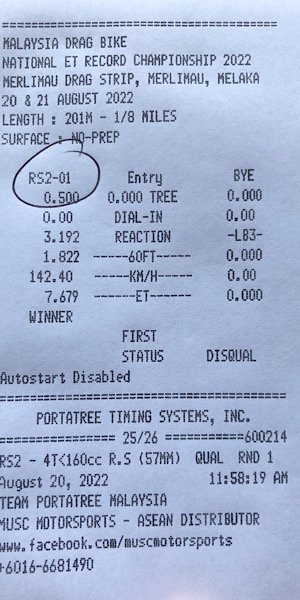 =================================
MALAYSIA DRAG BIKE
NATIONAL ET RECORD CHAMPIONSHIP 2022
MERLIMAU DRAG STRIP, MERLIMAU, MELAKA
20 & 21 AUGUST 2022
LENGTH : 201M - 1/8 MILES
SURFACE : NO-PREP
RS2-01 Entry BYE
0.500 0.000 TREE 0.000
0.00 DIAL-IN 0.00
3.192 REACTION -LB3-
1.822 -----60FT----- 0.000
142.40 -----KM/H----- 0.00
7.679 ------ET------ 0.000
WINNER
FIRST
STATUS DISQUAL
Autostart Disabled
=================================
PORTATREE TIMING SYSTEMS, INC.
================ 25/26 ===========600214
RS2 - 4T<160cc R.S (57MM) QUAL RND 1
August 20, 2022 11:58:19 AM
TEAM PORTATREE MALAYSIA
MUSC MOTORSPORTS - ASEAN DISTRIBUTOR
www.facebook.com/muscmotorsports
+6016-6681490